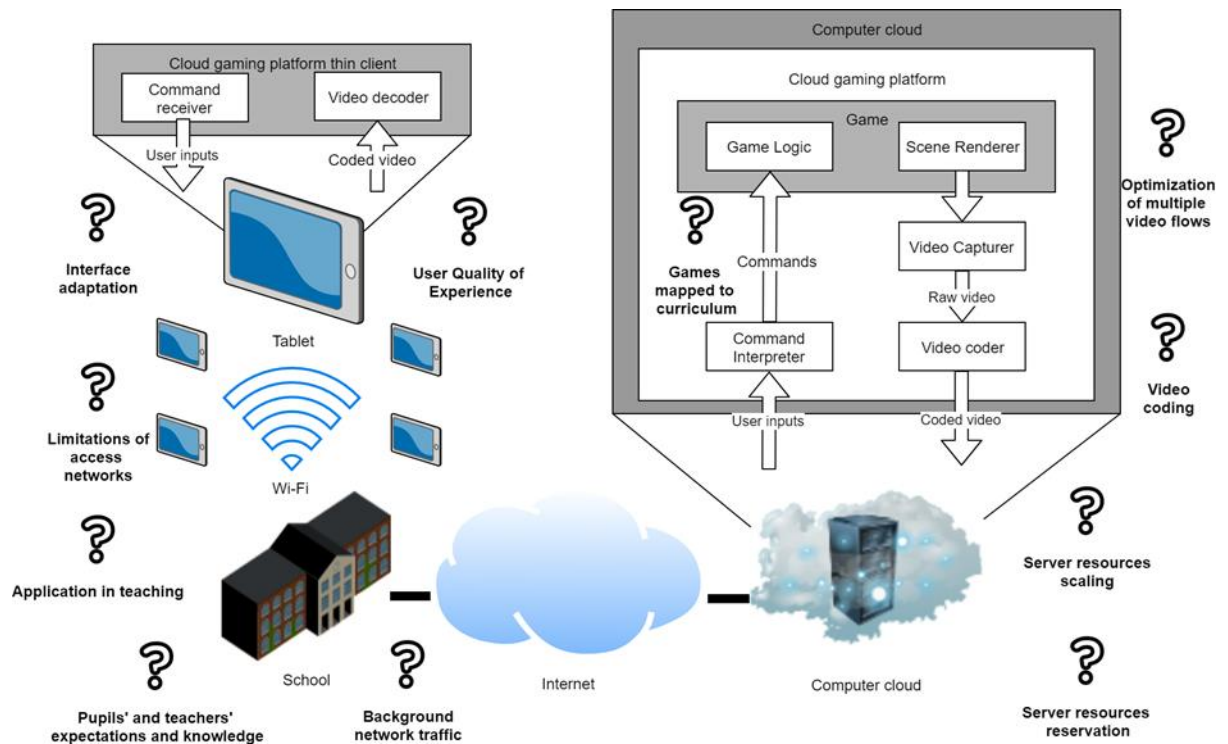 Cloud gaming platform thin client
Command
receiver
Video decoder
User inputs
Coded video
?
Interface
adaptation
?
User Quality of
Experience
Tablet
?
Limitations of
access
networks
Wi-Fi
?
Application in teaching
?
Pupils' and teachers'
expectations and knowledge
School
?
Background
network traffic
Internet
Computer cloud
Cloud gaming platform
Game
Game Logic
Scene Renderer
?
Games
mapped to
curriculum
Commands
Video Capturer
Raw video
Command
Interpreter
Video coder
User inputs
Coded video
?
Optimization
of multiple
video flows
?
Video
coding
?
Server resources
scaling
Computer cloud
?
Server resources
reservation